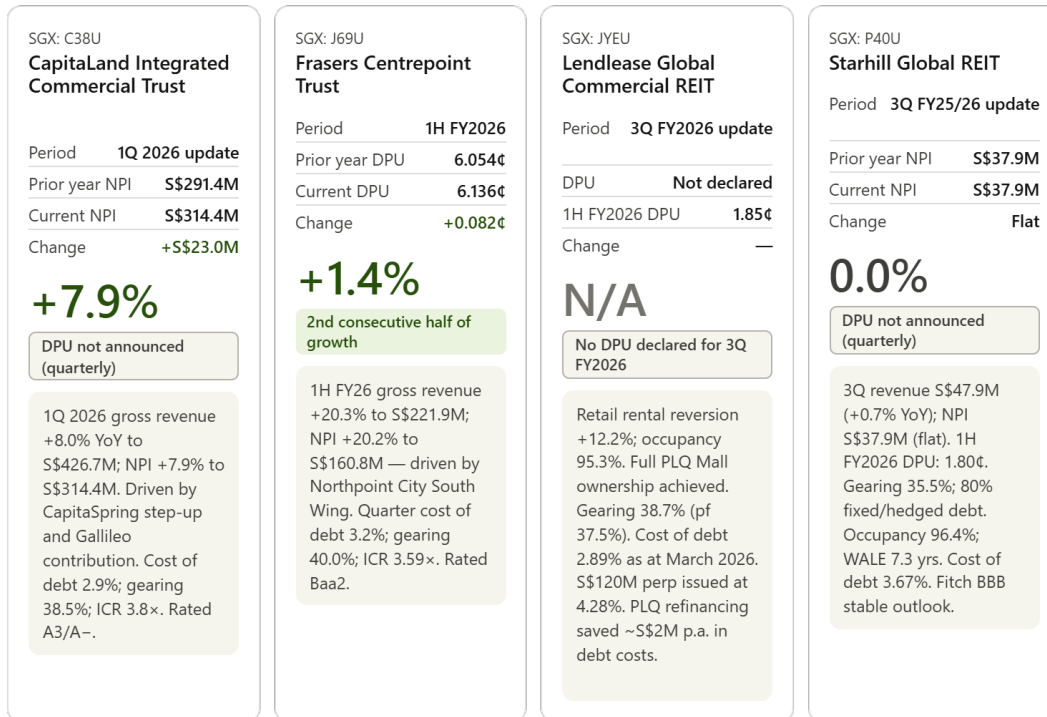 SGX: C38U
CapitaLand Integrated
Commercial Trust
Period 1Q 2026 update
Prior year NPI S$291.4M
Current NPI S$314.4M
Change +S$23.0M
+7.9%
DPU not announced
(quarterly)
1Q 2026 gross revenue
+8.0% YoY to
S$426.7M; NPI +7.9% to
S$314.4M. Driven by
CapitaSpring step-up
and Gallileo
contribution. Cost of
debt 2.9%; gearing
38.5%; ICR 3.8×. Rated
A3/A−.
SGX: J69U
Frasers Centrepoint
Trust
Period 1H FY2026
Prior year DPU 6.054¢
Current DPU 6.136¢
Change +0.082¢
+1.4%
2nd consecutive half of
growth
1H FY26 gross revenue
+20.3% to S$221.9M;
NPI +20.2% to
S$160.8M — driven by
Northpoint City South
Wing. Quarter cost of
debt 3.2%; gearing
40.0%; ICR 3.59×. Rated
Baa2.
SGX: JYEU
Lendlease Global
Commercial REIT
Period 3Q FY2026 update
DPU Not declared
1H FY2026 DPU 1.85¢
Change —
N/A
No DPU declared for 3Q
FY2026
Retail rental reversion
+12.2%; occupancy
95.3%. Full PLQ Mall
ownership achieved.
Gearing 38.7% (pf
37.5%). Cost of debt
2.89% as at March 2026.
S$120M perp issued at
4.28%. PLQ refinancing
saved ~S$2M p.a. in
debt costs.
SGX: P40U
Starhill Global REIT
Period 3Q FY25/26 update
Prior year NPI S$37.9M
Current NPI S$37.9M
Change Flat
0.0%
DPU not announced
(quarterly)
3Q revenue S$47.9M
(+0.7% YoY); NPI
S$37.9M (flat). 1H
FY2026 DPU: 1.80¢.
Gearing 35.5%; 80%
fixed/hedged debt.
Occupancy 96.4%;
WALE 7.3 yrs. Cost of
debt 3.67%. Fitch BBB
stable outlook.